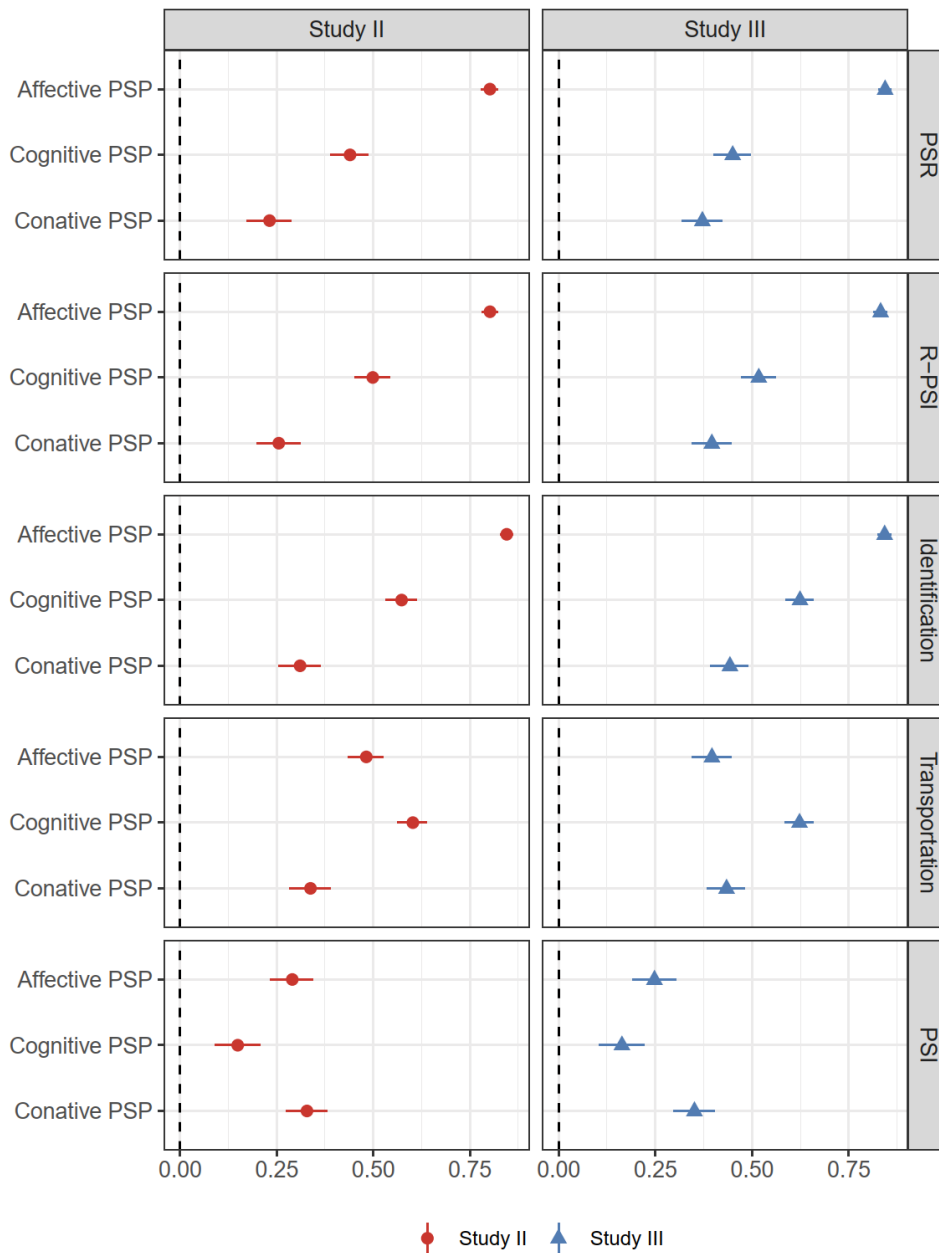 Study II Study III
Affective PSP
Cognitive PSP
Conative PSP
PSR
Affective PSP
Cognitive PSP
Conative PSP
R−PSI
Affective PSP
Cognitive PSP
Conative PSP
Identification
Affective PSP
Cognitive PSP
Conative PSP
Transportation
Affective PSP
Cognitive PSP
Conative PSP
PSI
0.00 0.25 0.50 0.75 0.00 0.25 0.50 0.75
Study II Study III